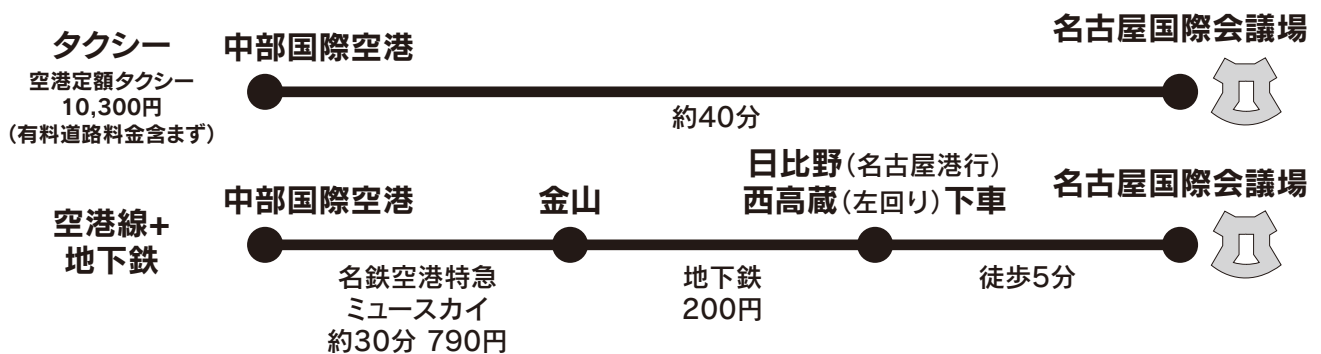 タクシー
空港定額タクシー
10,300円
（有料道路料金含まず）
中部国際空港
名古屋国際会議場
約40分
空港線+
地下鉄
中部国際空港
金山
日比野（名古屋港行）
西高蔵（左回り）下車
名古屋国際会議場
名鉄空港特急
ミュースカイ
約30分 790円
地下鉄
200円
徒歩5分